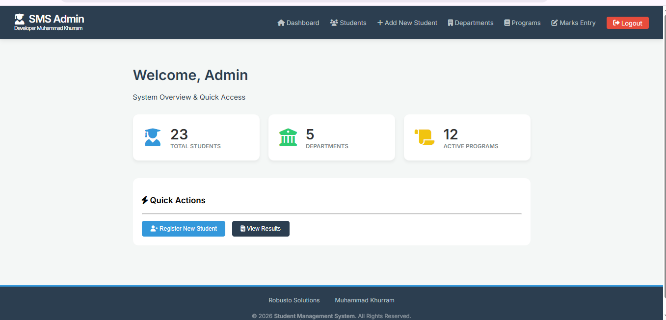 SMS Admin
Developer Muhammad Khurram
Dashboard Students Add New Student Departments Programs Marks Entry Logout
Welcome, Admin
System Overview & Quick Access
23
TOTAL STUDENTS
5
DEPARTMENTS
12
ACTIVE PROGRAMS
Quick Actions
Register New Student View Results
Robusto Solutions Muhammad Khurram
© 2026 Student Management System. All Rights Reserved.